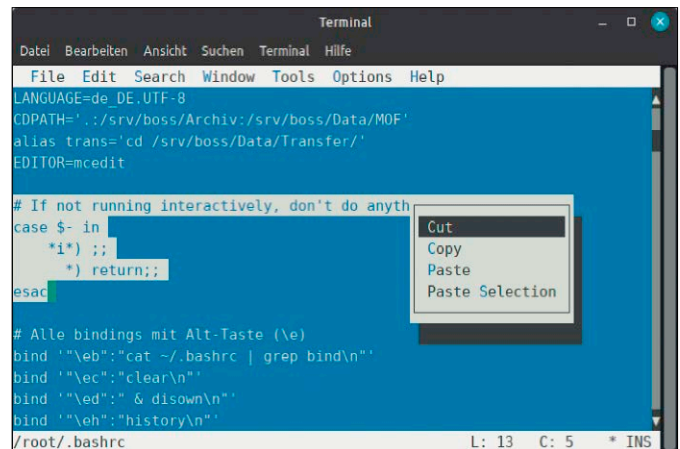 Terminal
Datei Bearbeiten Ansicht Suchen Terminal Hilfe
File Edit Search Window Tools Options Help
LANGUAGE=de_DE.UTF-8
CDPATH='.:/srv/boss/Archiv:/srv/boss/Data/MOF'
alias trans='cd /srv/boss/Data/Transfer/'
EDITOR=mcedit
# If not running interactively, don't do anyth
case $- in
*i*) ;;
*) return;;
esac
Cut
Copy
Paste
Paste Selection
# Alle bindings mit Alt-Taste (\e)
bind '"\eb":"cat ~/.bashrc | grep bind\n"'
bind '"\ec":"clear\n"'
bind '"\ed":" & disown\n"'
bind '"\eh":"history\n"'
/root/.bashrc L: 13 C: 5 * INS